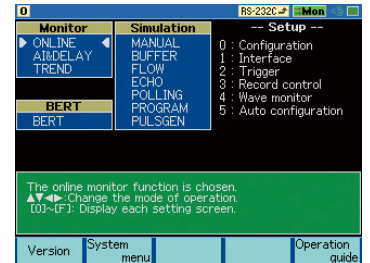 0 RS-232C Mon
Monitor
ONLINE
AI&DELAY
TREND
BERT
BERT
Simulation
MANUAL
BUFFER
FLOW
ECHO
POLLING
PROGRAM
PULSGEN
-- Setup --
0 : Configuration
1 : Interface
2 : Trigger
3 : Record control
4 : Wave monitor
5 : Auto configuration
The online monitor function is chosen.
▲▼◀▶:Change the mode of operation.
[0]~[F]: Display each setting screen.
Version
System
menu
Operation
guide